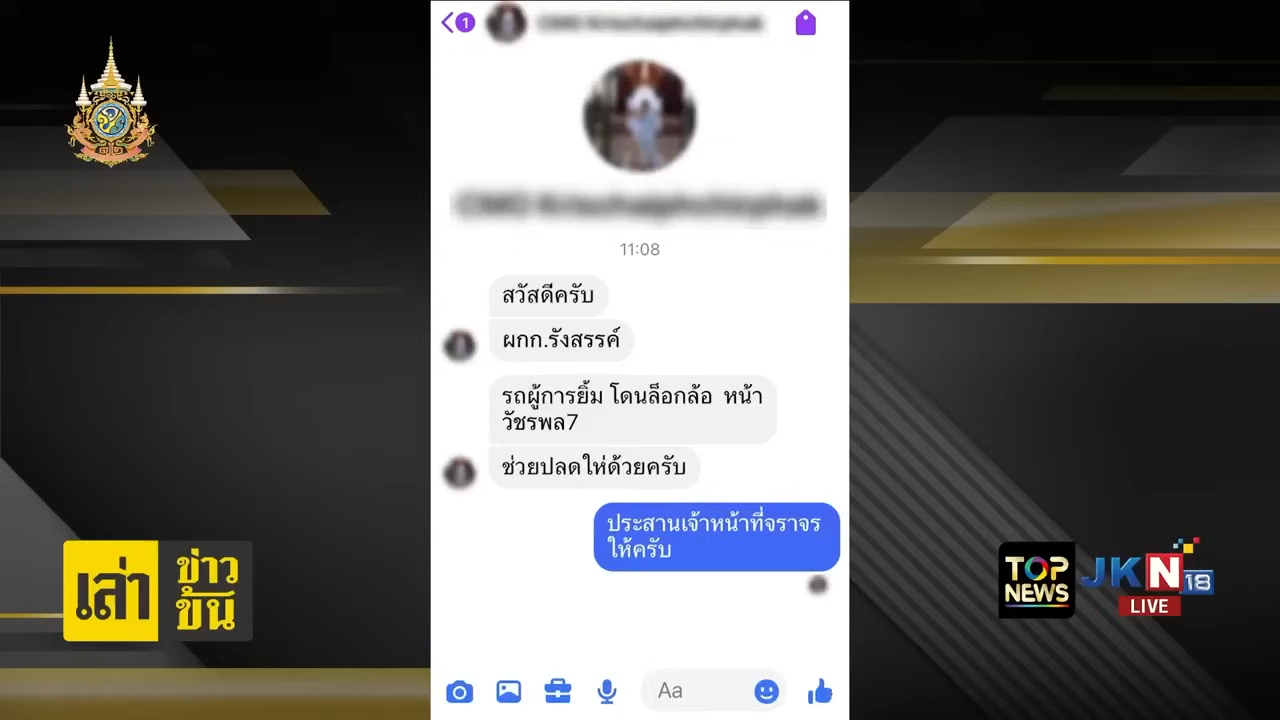 1
11:08
สวัสดีครับ
ผกก.รังสรรค์
รถผู้การยิ้ม โดนล็อกล้อ หน้า
วัชรพล7
ช่วยปลดให่ด้วยครับ
ประสานเจ้าหน้าที่จราจร
ให้ครับ
Aa
เล่า
ข่าว
ข้น
TOP
NEWS
JKN18
LIVE